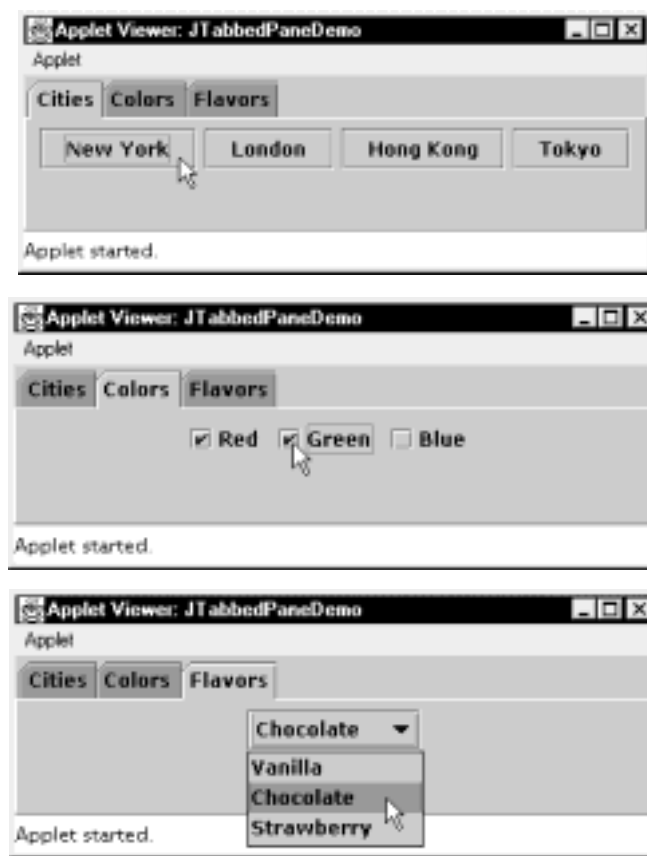 Applet Viewer: JTabbedPaneDemo
Applet
Cities Colors Flavors
New York London Hong Kong Tokyo
Applet started.
Applet Viewer: JTabbedPaneDemo
Applet
Cities Colors Flavors
Red Green Blue
Applet started.
Applet Viewer: JTabbedPaneDemo
Applet
Cities Colors Flavors
Chocolate
Vanilla
Chocolate
Strawberry
Applet started.